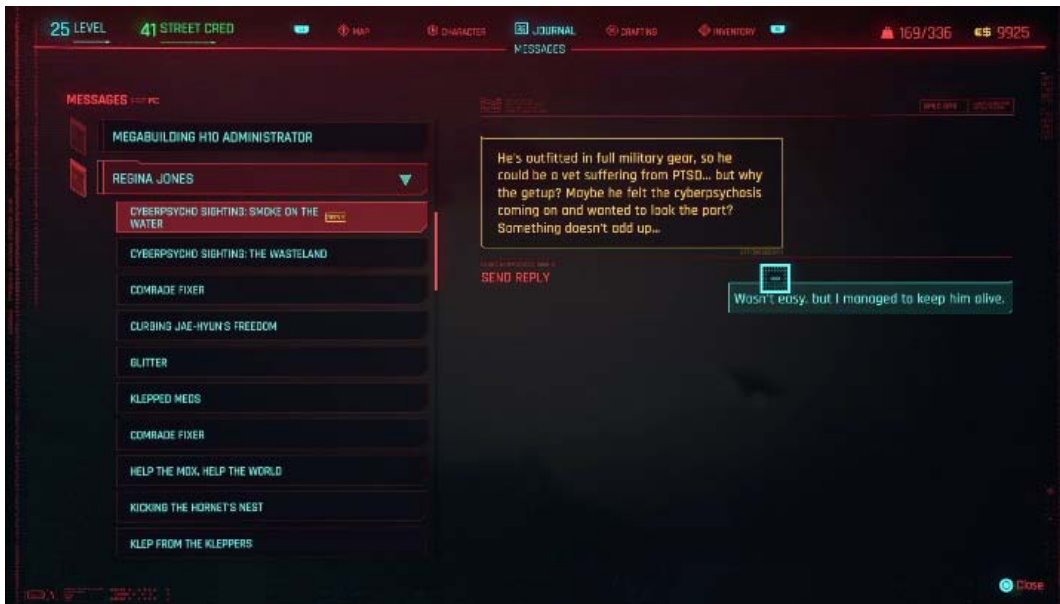 25 LEVEL 41 STREET CRED MAP CHARACTER JOURNAL CRAFTING INVENTORY 169/336 €$ 9925
MESSAGES
MESSAGES
MEGABUILDING H10 ADMINISTRATOR
REGINA JONES
CYBERPSYCHO SIGHTING: SMOKE ON THE
WATER
CYBERPSYCHO SIGHTING: THE WASTELAND
COMRADE FIXER
CURBING JAE-HYUN'S FREEDOM
GLITTER
KLEPPED MEDS
COMRADE FIXER
HELP THE MOX, HELP THE WORLD
KICKING THE HORNET'S NEST
KLEP FROM THE KLEPPERS
He's outfitted in full military gear, so he
could be a vet suffering from PTSD... but why
the getup? Maybe he felt the cyberpsychosis
coming on and wanted to look the part?
Something doesn't add up...
SEND REPLY
Wasn't easy, but I managed to keep him alive.
Close